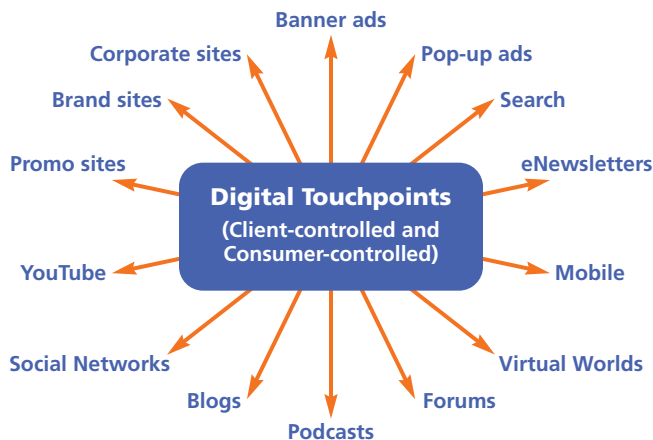 Banner ads
Corporate sites
Pop-up ads
Brand sites
Search
Promo sites
eNewsletters
Digital Touchpoints
(Client-controlled and
Consumer-controlled)
YouTube
Mobile
Social Networks
Virtual Worlds
Blogs
Forums
Podcasts